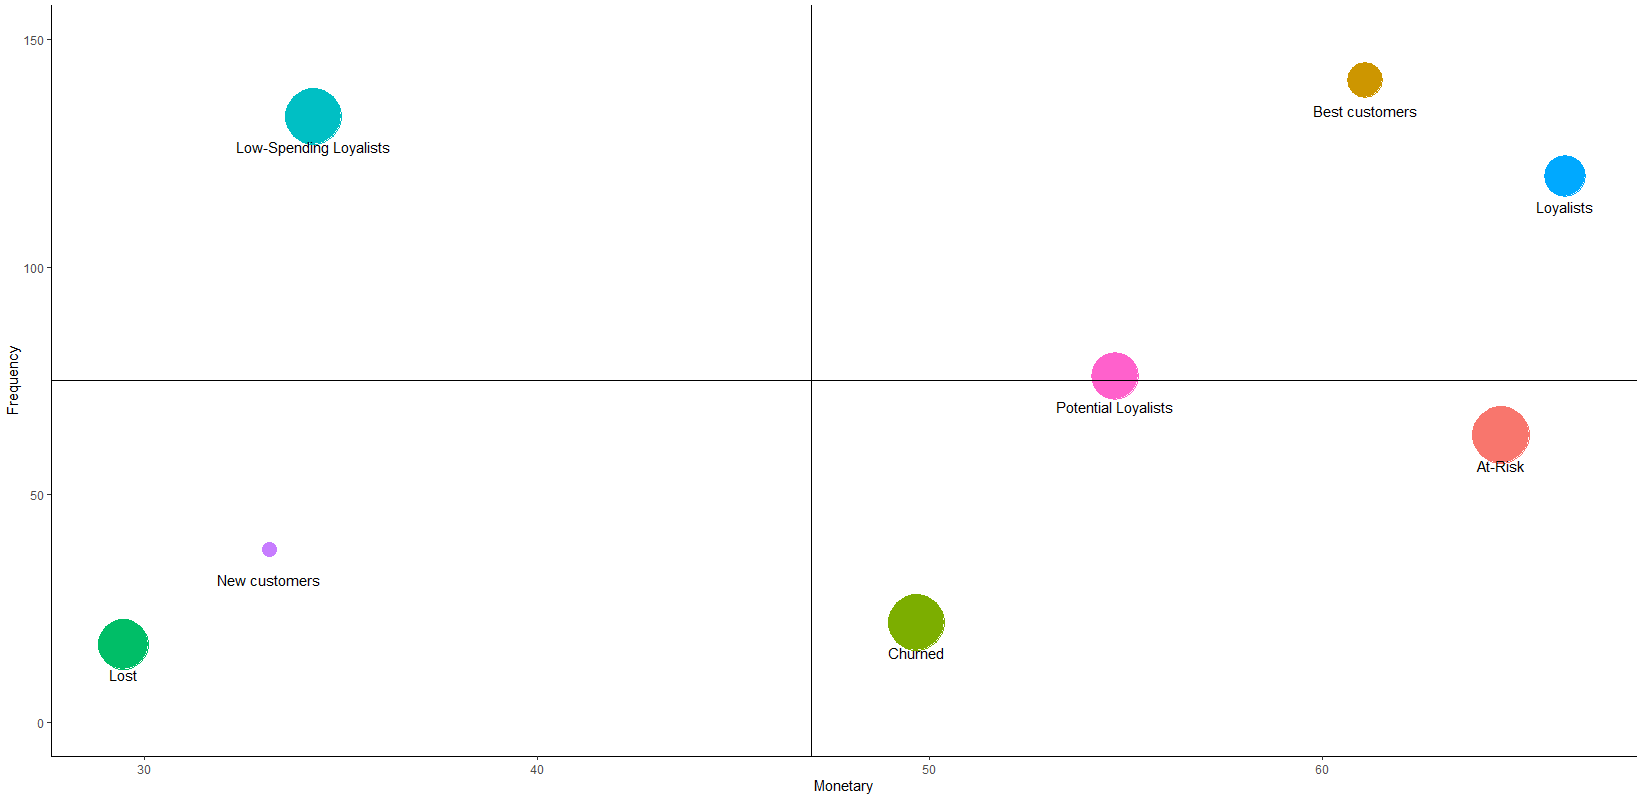 150
Best customers
Low-Spending Loyalists
Loyalists
100
Frequency
Potential Loyalists
At-Risk
50
New customers
Churned
Lost
0
30
40
50
60
Monetary